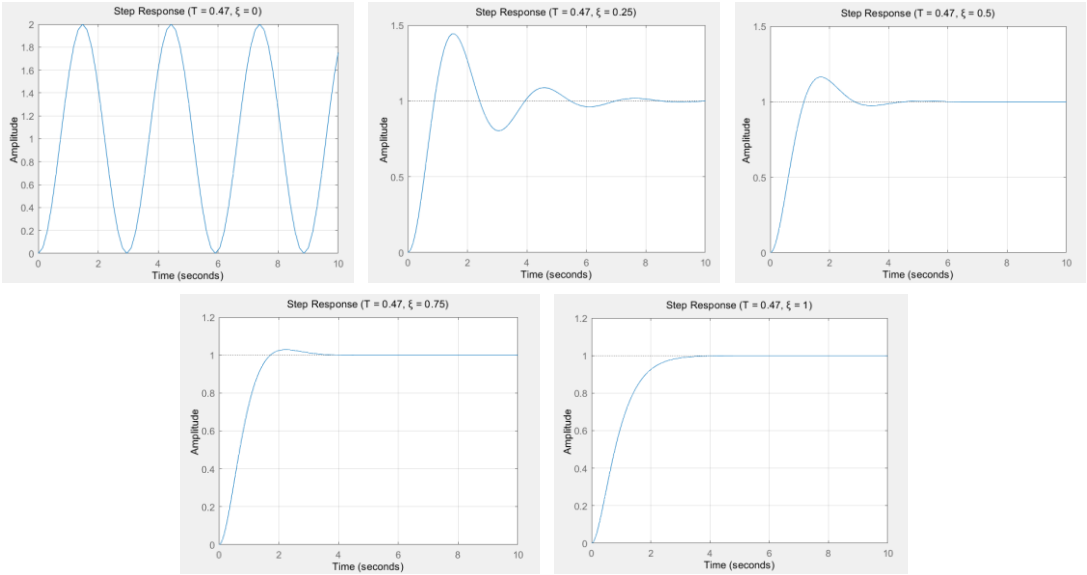 Step Response (T = 0.47, ξ = 0)
Amplitude
2
1.8
1.6
1.4
1.2
1
0.8
0.6
0.4
0.2
0
0 2 4 6 8 10
Time (seconds)
Step Response (T = 0.47, ξ = 0.25)
Amplitude
1.5
1
0.5
0
0 2 4 6 8 10
Time (seconds)
Step Response (T = 0.47, ξ = 0.5)
Amplitude
1.5
1
0.5
0
0 2 4 6 8 10
Time (seconds)
Step Response (T = 0.47, ξ = 0.75)
Amplitude
1.2
1
0.8
0.6
0.4
0.2
0
0 2 4 6 8 10
Time (seconds)
Step Response (T = 0.47, ξ = 1)
Amplitude
1.2
1
0.8
0.6
0.4
0.2
0
0 2 4 6 8 10
Time (seconds)